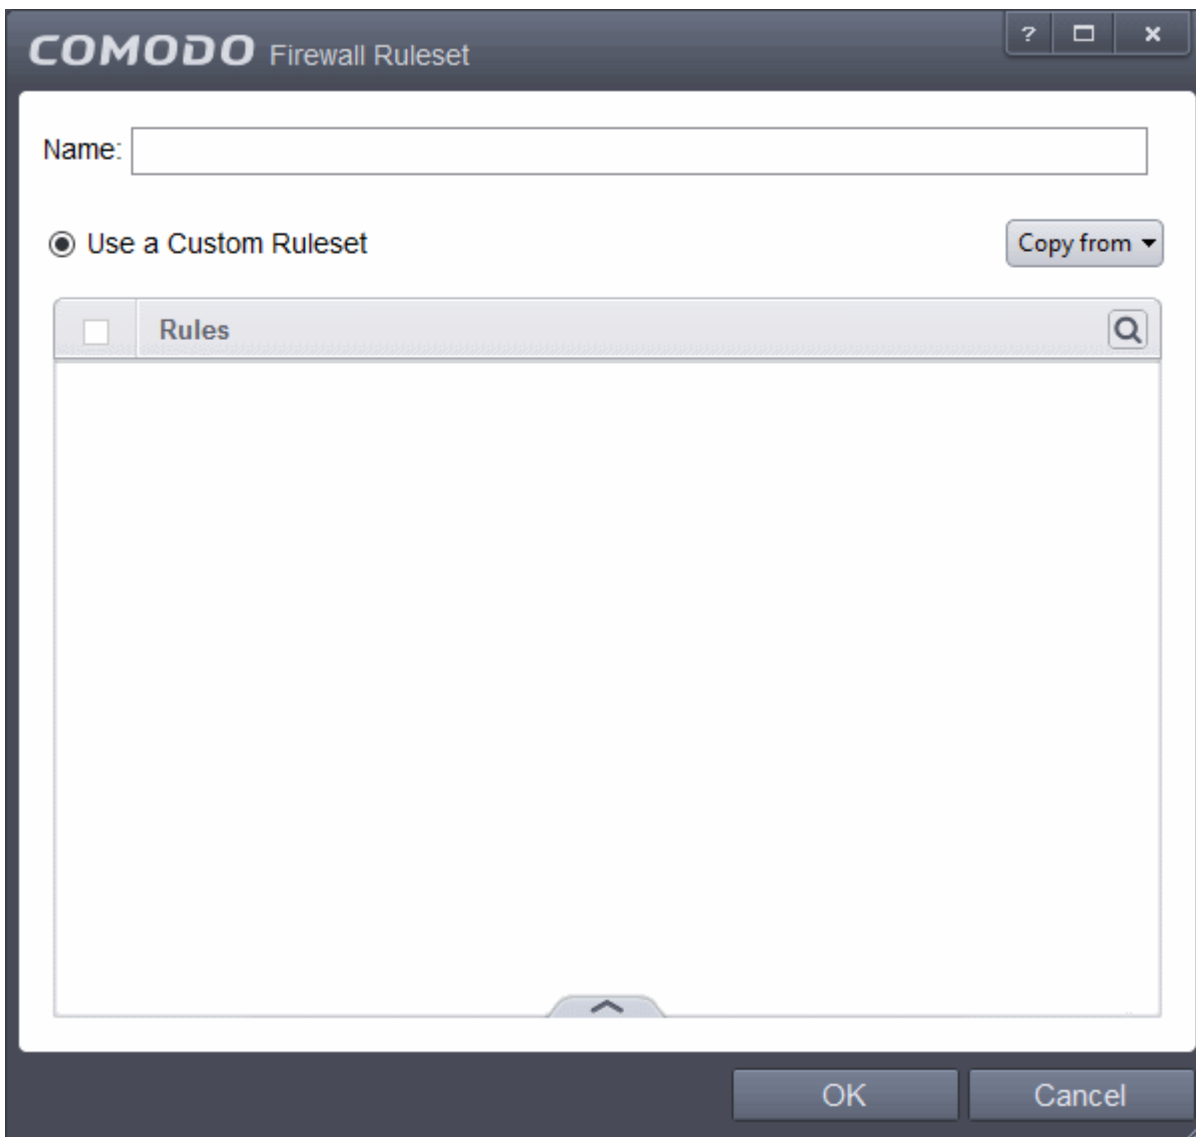 COMODO Firewall Ruleset
?
Name:
Use a Custom Ruleset
Copy from
Rules
OK
Cancel